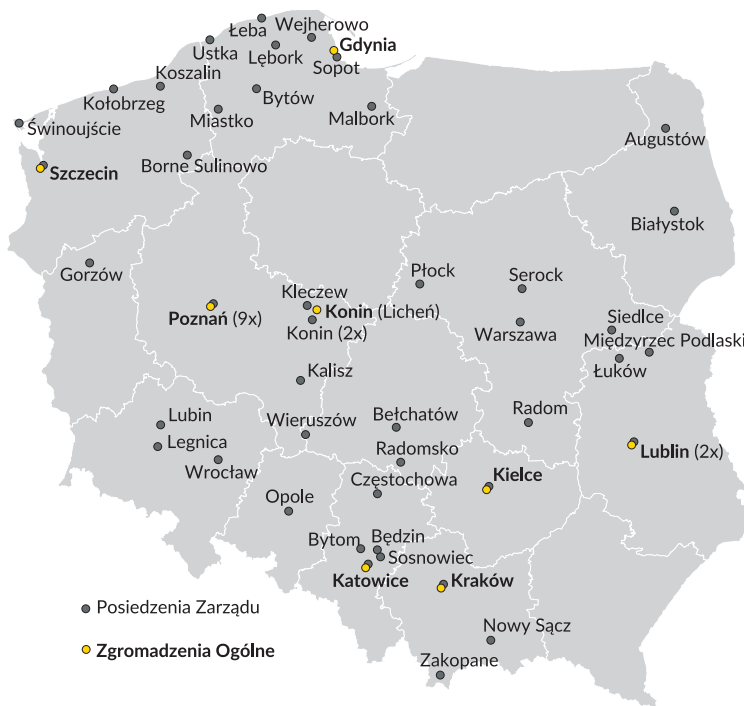 Łeba
Wejherowo
Ustka
Lębork
Gdynia
Sopot
Koszalin
Kołobrzeg
Bytów
Miastko
Malbork
Świnoujście
Augustów
Borne Sulinowo
Szczecin
Białystok
Gorzów
Płock
Serock
Kleczew
Poznań (9x)
Konin (Licheń)
Konin (2x)
Warszawa
Siedlce
Międzyrzec Podlaski
Łuków
Kalisz
Lubin
Wieruszów
Bełchatów
Radom
Legnica
Radomsko
Lublin (2x)
Wrocław
Częstochowa
Kielce
Opole
Bytom
Będzin
Sosnowiec
Katowice
Kraków
Posiedzenia Zarządu
Nowy Sącz
Zgromadzenia Ogólne
Zakopane